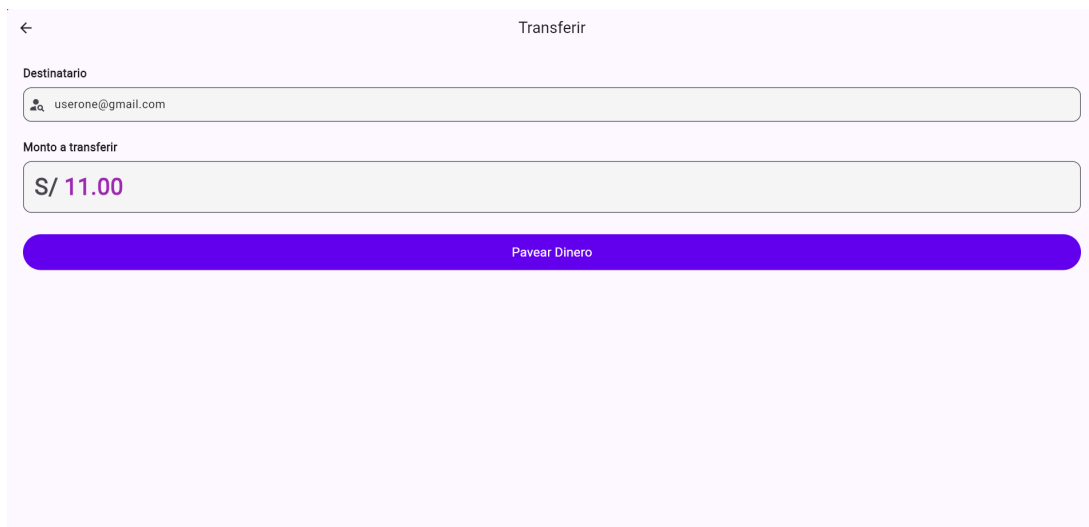 Transferir
Destinatario
userone@gmail.com
Monto a transferir
S/ 11.00
Pavear Dinero